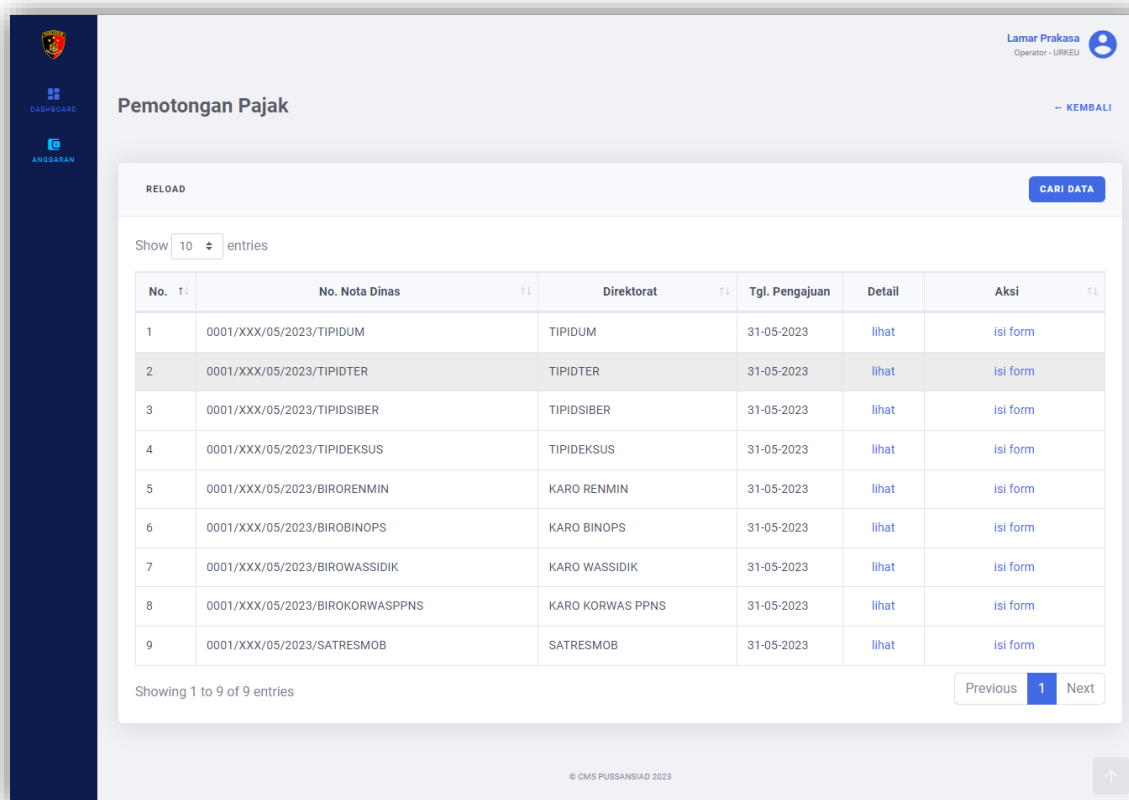 Lamar Prakasa
Operator - URKEU
DASHBOARD
Pemotongan Pajak
← KEMBALI
ANGGARAN
RELOAD
CARI DATA
Show 10 entries
No. No. Nota Dinas Direktorat Tgl. Pengajuan Detail Aksi
1 0001/XXX/05/2023/TIPIDUM TIPIDUM 31-05-2023 lihat isi form
2 0001/XXX/05/2023/TIPIDTER TIPIDTER 31-05-2023 lihat isi form
3 0001/XXX/05/2023/TIPIDSIBER TIPIDSIBER 31-05-2023 lihat isi form
4 0001/XXX/05/2023/TIPIDEKSUS TIPIDEKSUS 31-05-2023 lihat isi form
5 0001/XXX/05/2023/BIRORENMIN KARO RENMIN 31-05-2023 lihat isi form
6 0001/XXX/05/2023/BIROBINOPS KARO BINOPS 31-05-2023 lihat isi form
7 0001/XXX/05/2023/BIROWASSIDIK KARO WASSIDIK 31-05-2023 lihat isi form
8 0001/XXX/05/2023/BIROKORWASPPNS KARO KORWAS PPNS 31-05-2023 lihat isi form
9 0001/XXX/05/2023/SATRESMOB SATRESMOB 31-05-2023 lihat isi form
Showing 1 to 9 of 9 entries
Previous 1 Next
© CMS PUSSANSIAD 2023